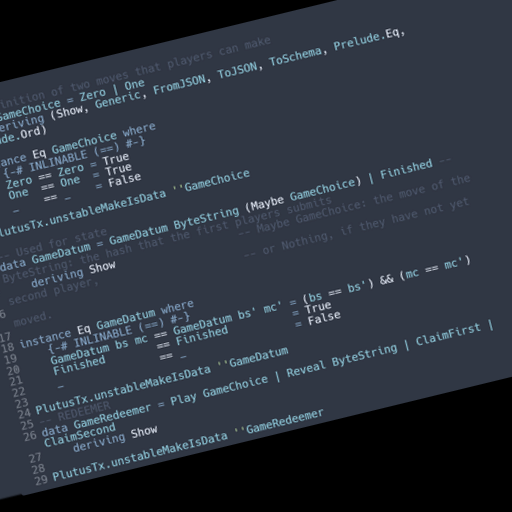 inition of two moves that players can make
GameChoice = Zero | One
eriving (Show, Generic, FromJSON, ToJSON, ToSchema, Prelude.Eq,
de.Ord)
ance Eq GameChoice where
{-# INLINABLE (==) #-}
Zero == Zero = True
One == One = True
_ == _ = False
lutusTx.unstableMakeIsData ''GameChoice
-- Used for state
data GameDatum = GameDatum ByteString (Maybe GameChoice) | Finished --
ByteString: the hash that the first players submits
deriving Show -- Maybe GameChoice: the move of the
second player,
-- or Nothing, if they have not yet
6
moved.
17
18 instance Eq GameDatum where
19 {-# INLINABLE (==) #-}
20 GameDatum bs mc == GameDatum bs' mc' = (bs == bs') && (mc == mc')
21 Finished == Finished = True
22 _ == _ = False
23
24 PlutusTx.unstableMakeIsData ''GameDatum
25 -- REDEEMER
26 data GameRedeemer = Play GameChoice | Reveal ByteString | ClaimFirst |
ClaimSecond
27 deriving Show
28
29 PlutusTx.unstableMakeIsData ''GameRedeemer